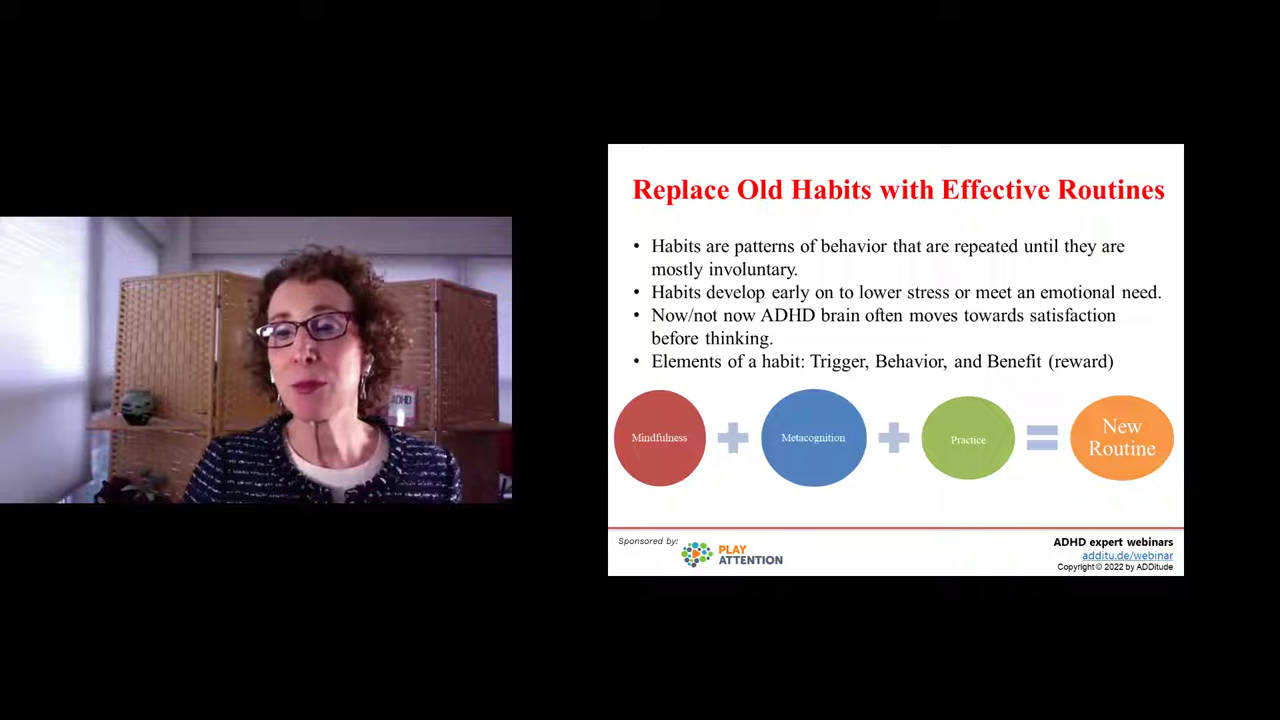 ADHD
Replace Old Habits with Effective Routines
• Habits are patterns of behavior that are repeated until they are
mostly involuntary.
• Habits develop early on to lower stress or meet an emotional need.
• Now/not now ADHD brain often moves towards satisfaction
before thinking.
• Elements of a habit: Trigger, Behavior, and Benefit (reward)
Mindfulness
Metacognition
Practice
New
Routine
Sponsored by:
PLAY
ATTENTION
ADHD expert webinars
additu.de/webinar
Copyright © 2022 by ADDitude